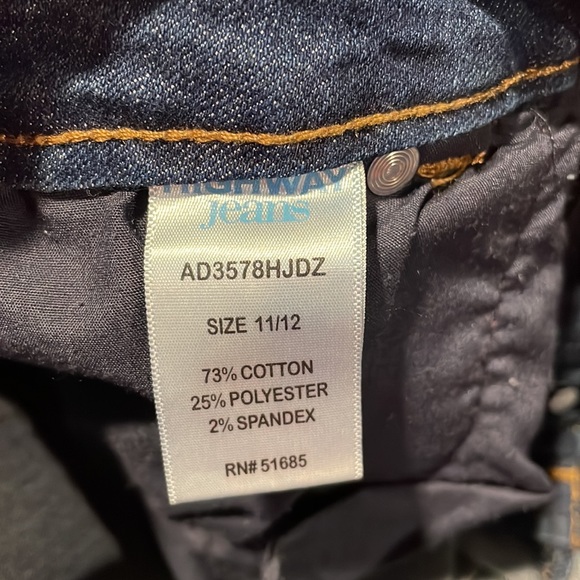 HIGHWAY
jeans
AD3578HJDZ
SIZE 11/12
73% COTTON
25% POLYESTER
2% SPANDEX
RN# 51685